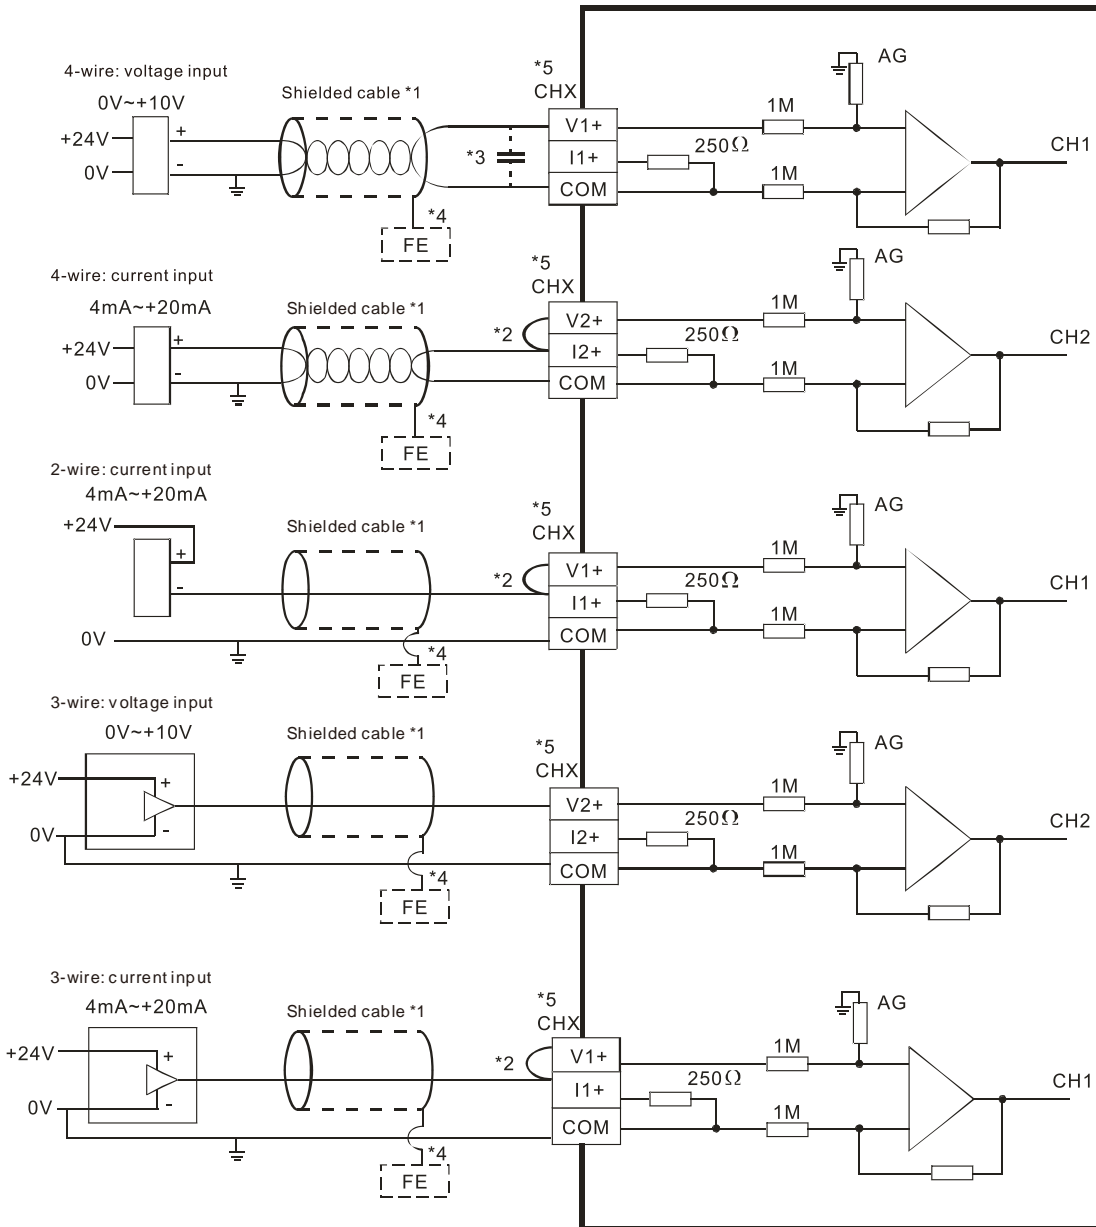 4-wire: voltage input
0V~+10V
+24V
0V
+
-
Shielded cable *1
*3
*4
FE
*5
CHX
V1+
I1+
COM
250Ω
1M
1M
AG
CH1
4-wire: current input
4mA~+20mA
+24V
0V
+
-
Shielded cable *1
*2
*4
FE
*5
CHX
V2+
I2+
COM
250Ω
1M
1M
AG
CH2
2-wire: current input
4mA~+20mA
+24V
+
-
0V
Shielded cable *1
*2
*4
FE
*5
CHX
V1+
I1+
COM
250Ω
1M
1M
AG
CH1
3-wire: voltage input
0V~+10V
+24V
0V
+
-
Shielded cable *1
*4
FE
*5
CHX
V2+
I2+
COM
250Ω
1M
1M
AG
CH2
3-wire: current input
4mA~+20mA
+24V
0V
+
-
Shielded cable *1
*2
*4
FE
*5
CHX
V1+
I1+
COM
250Ω
1M
1M
AG
CH1